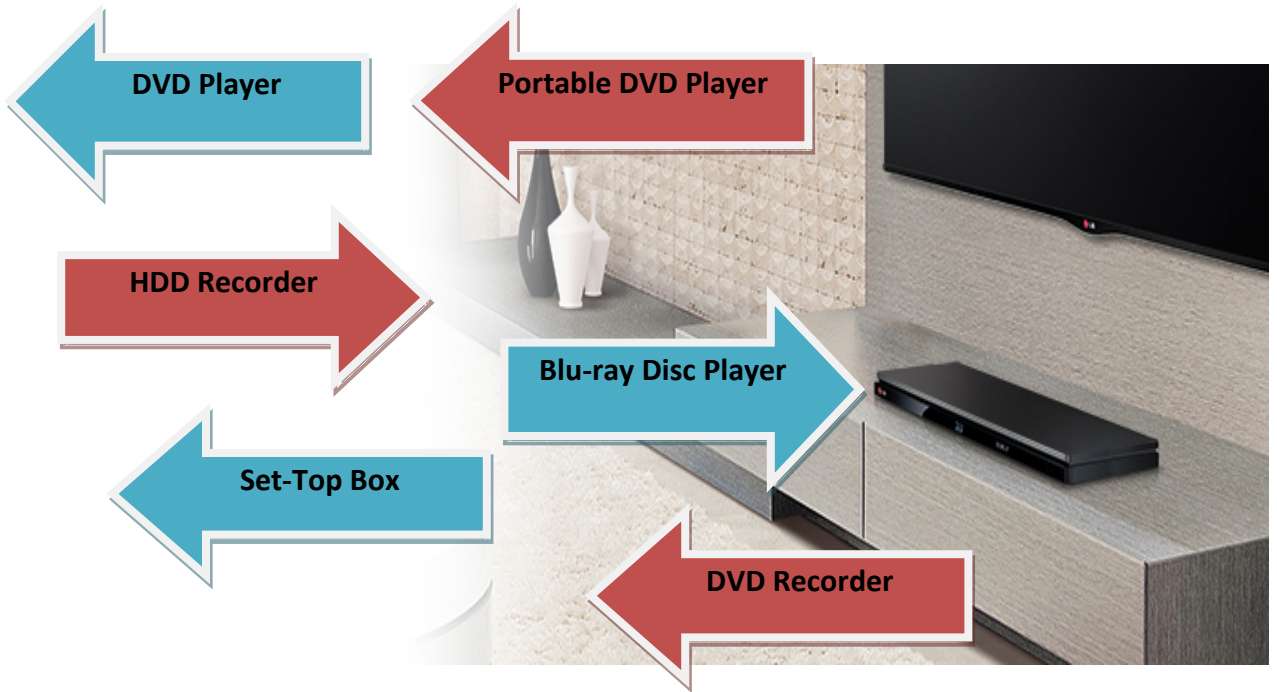 DVD Player
Portable DVD Player
HDD Recorder
Blu-ray Disc Player
Set-Top Box
DVD Recorder